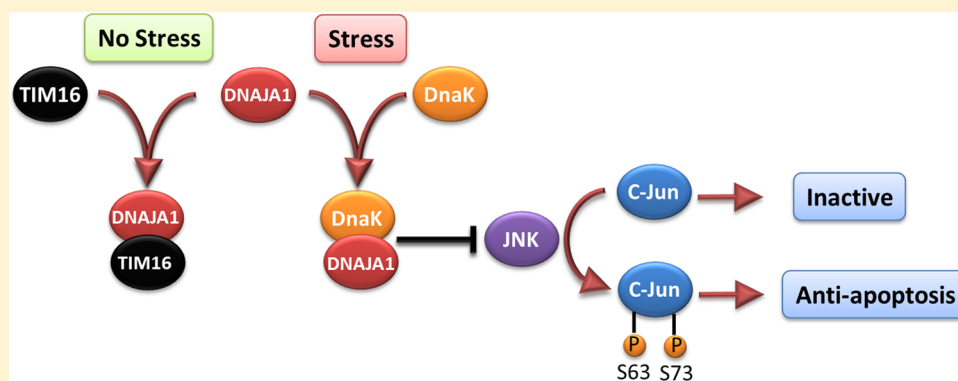 No Stress
Stress
TIM16
DNAJA1
DnaK
DNAJA1
TIM16
DnaK
DNAJA1
JNK
C-Jun
Inactive
C-Jun
Anti-apoptosis
P
P
S63
S73